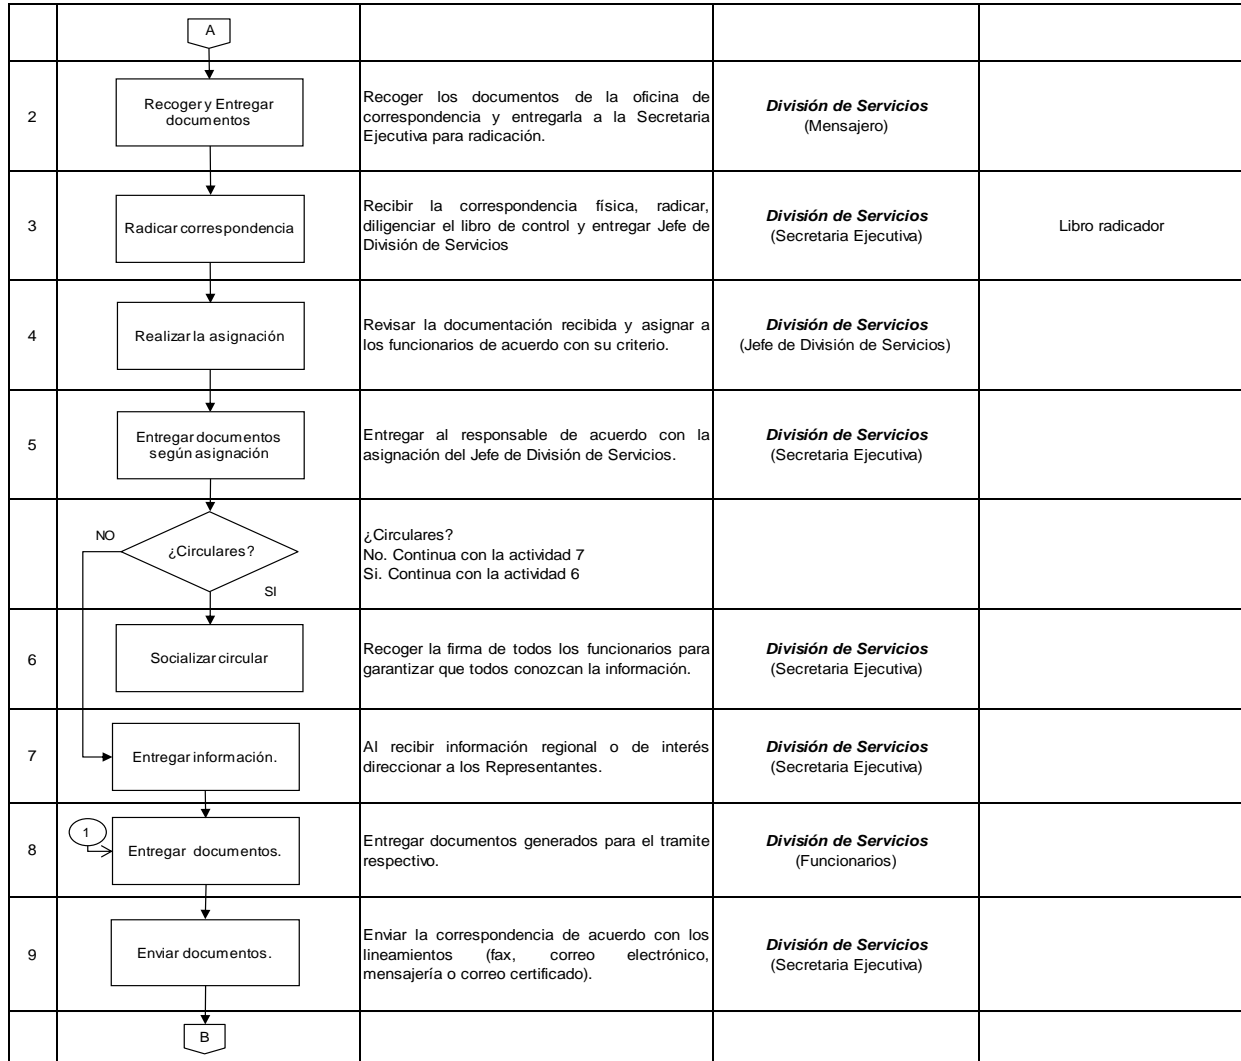 A
2
Recoger y Entregar
documentos
Recoger los documentos de la oficina de
correspondencia y entregarla a la Secretaria
Ejecutiva para radicación.
División de Servicios
(Mensajero)
3
Radicar correspondencia
Recibir la correspondencia física, radicar,
diligenciar el libro de control y entregar Jefe de
División de Servicios
División de Servicios
(Secretaria Ejecutiva)
Libro radicador
4
Realizar la asignación
Revisar la documentación recibida y asignar a
los funcionarios de acuerdo con su criterio.
División de Servicios
(Jefe de División de Servicios)
5
Entregar documentos
según asignación
Entregar al responsable de acuerdo con la
asignación del Jefe de División de Servicios.
División de Servicios
(Secretaria Ejecutiva)
NO
¿Circulares?
SI
¿Circulares?
No. Continua con la actividad 7
Si. Continua con la actividad 6
6
Socializar circular
Recoger la firma de todos los funcionarios para
garantizar que todos conozcan la información.
División de Servicios
(Secretaria Ejecutiva)
7
Entregar información.
Al recibir información regional o de interés
direccionar a los Representantes.
División de Servicios
(Secretaria Ejecutiva)
8
1
Entregar documentos.
Entregar documentos generados para el tramite
respectivo.
División de Servicios
(Funcionarios)
9
Enviar documentos.
Enviar la correspondencia de acuerdo con los
lineamientos (fax, correo electrónico,
mensajería o correo certificado).
División de Servicios
(Secretaria Ejecutiva)
B